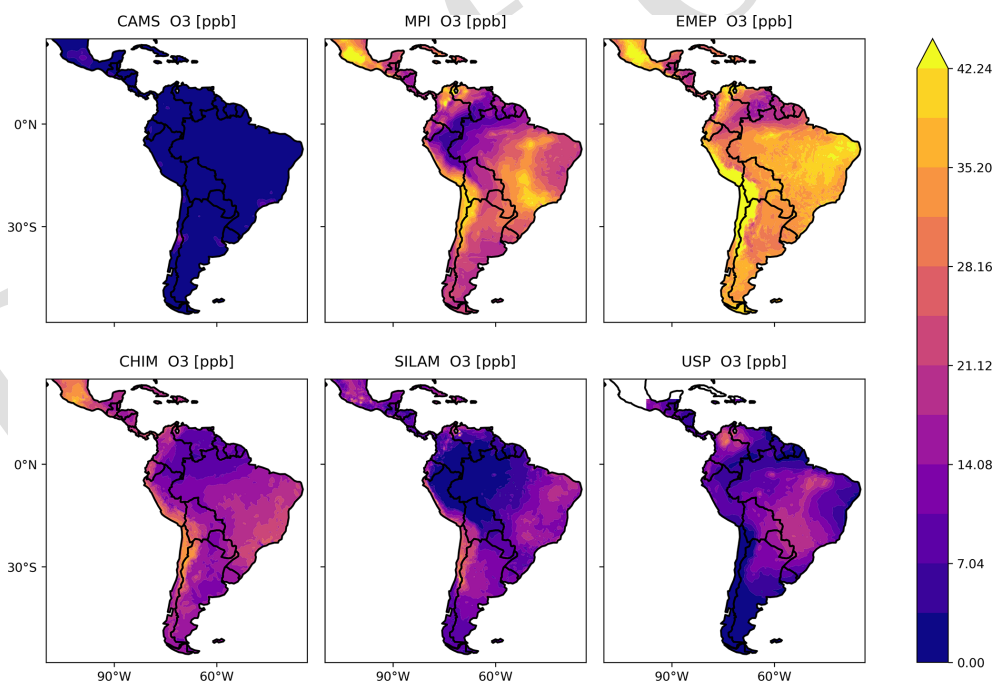 CAMS O3 [ppb]
MPI O3 [ppb]
EMEP O3 [ppb]
0°N
30°S
90°W
60°W
CHIM O3 [ppb]
SILAM O3 [ppb]
USP O3 [ppb]
0°N
30°S
90°W
60°W
90°W
60°W
90°W
60°W
42.24
35.20
28.16
21.12
14.08
7.04
0.00